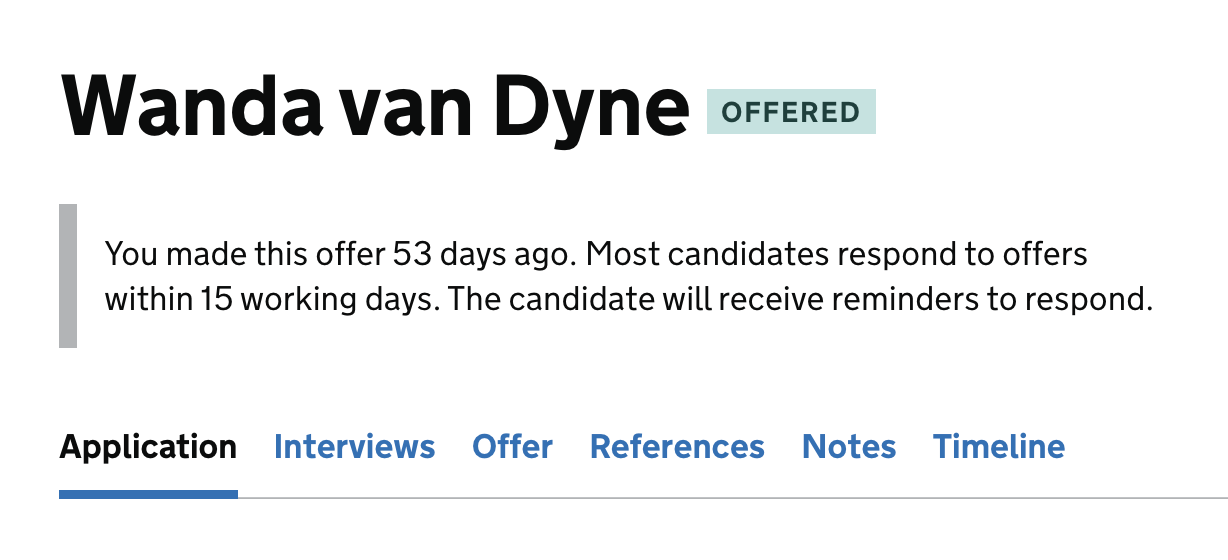 Wanda van Dyne OFFERED
You made this offer 53 days ago. Most candidates respond to offers
within 15 working days. The candidate will receive reminders to respond.
Application Interviews Offer References Notes Timeline